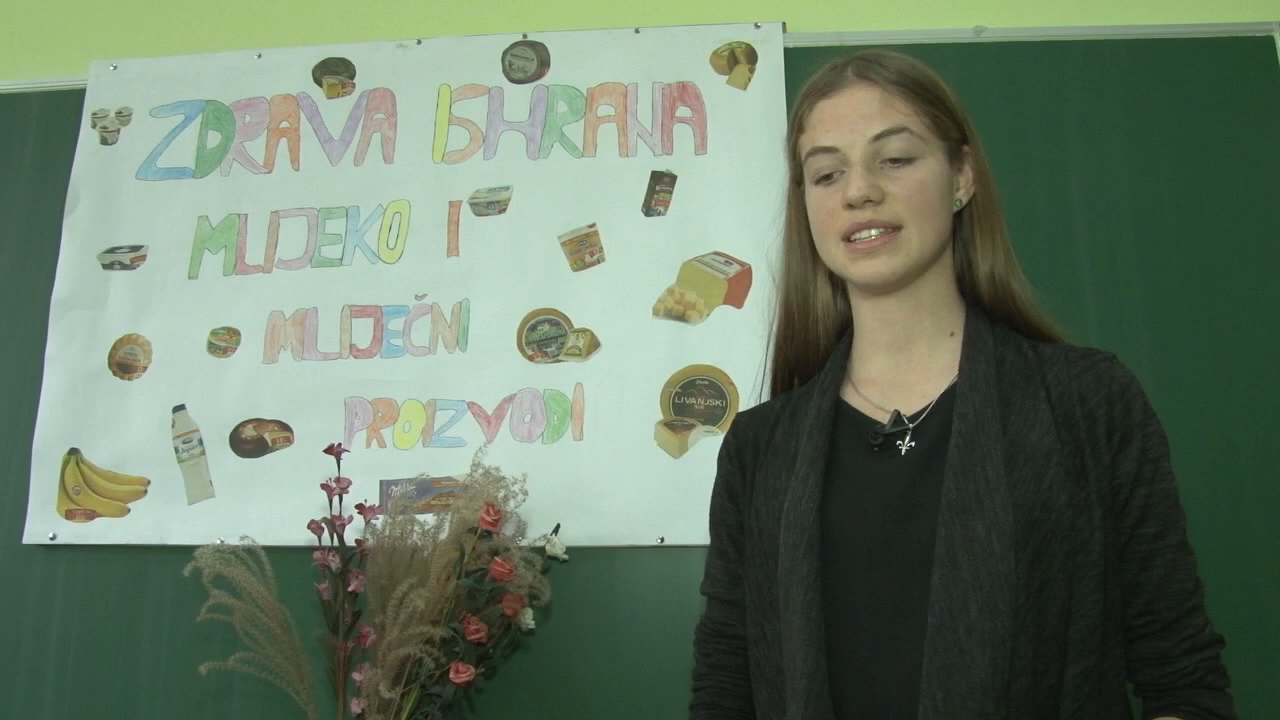 ZDRAVA ISHRANA
MLIJEKO I
MLIJEČNI
PROIZVODI
LIVANJSKI